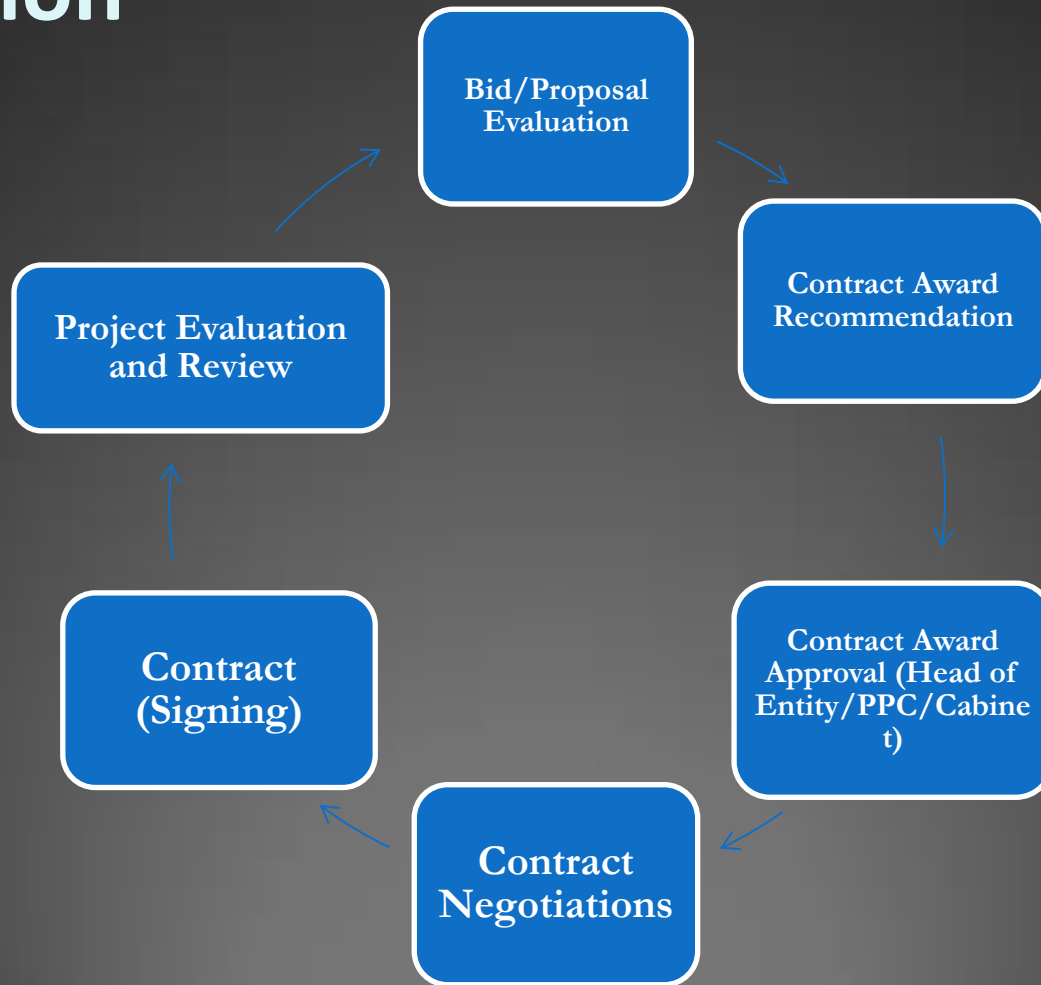 Bid/Proposal
Evaluation
Contract Award
Recommendation
Contract Award
Approval (Head of
Entity/PPC/Cabine
t)
Contract
Negotiations
Contract
(Signing)
Project Evaluation
and Review